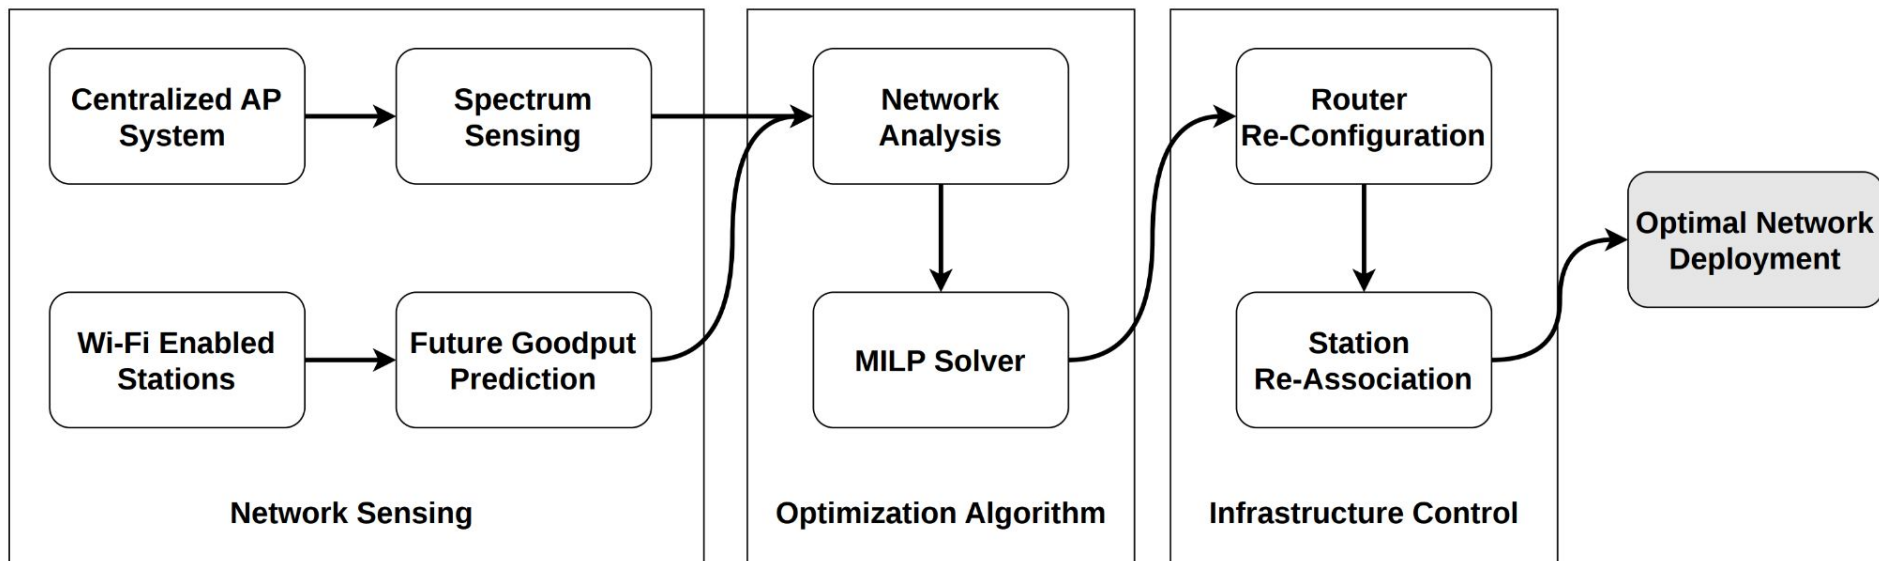 Centralized AP
System
Spectrum
Sensing
Wi-Fi Enabled
Stations
Future Goodput
Prediction
Network Sensing
Network
Analysis
MILP Solver
Optimization Algorithm
Router
Re-Configuration
Station
Re-Association
Infrastructure Control
Optimal Network
Deployment